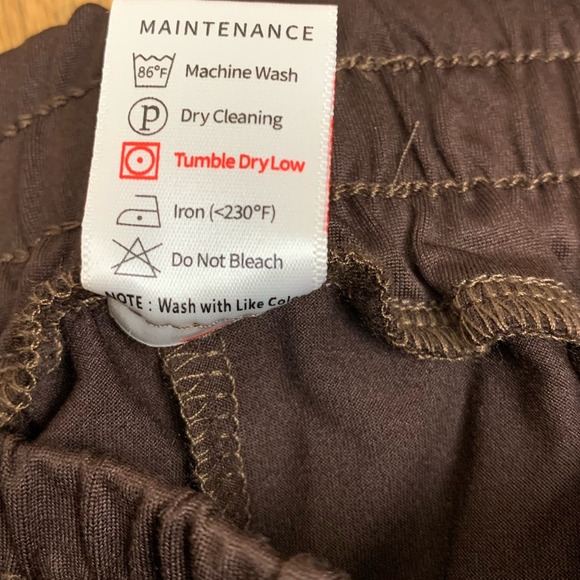 MAINTENANCE
86°F Machine Wash
P Dry Cleaning
Tumble Dry Low
Iron (<230°F)
Do Not Bleach
NOTE : Wash with Like